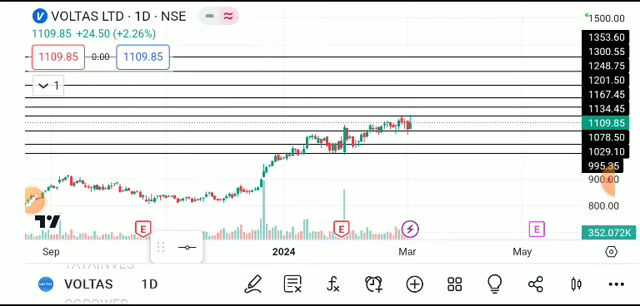 VOLTAS LTD · 1D · NSE
1109.85 +24.50 (+2.26%)
1109.85 0.00 1109.85
1
1500.00
1353.60
1300.55
1248.75
1201.50
1167.45
1134.45
1109.85
1078.50
1029.10
995.35
900.00
800.00
352.072K
E E E
Sep 2024 Mar May
TATAINVES
VOLTAS 1D